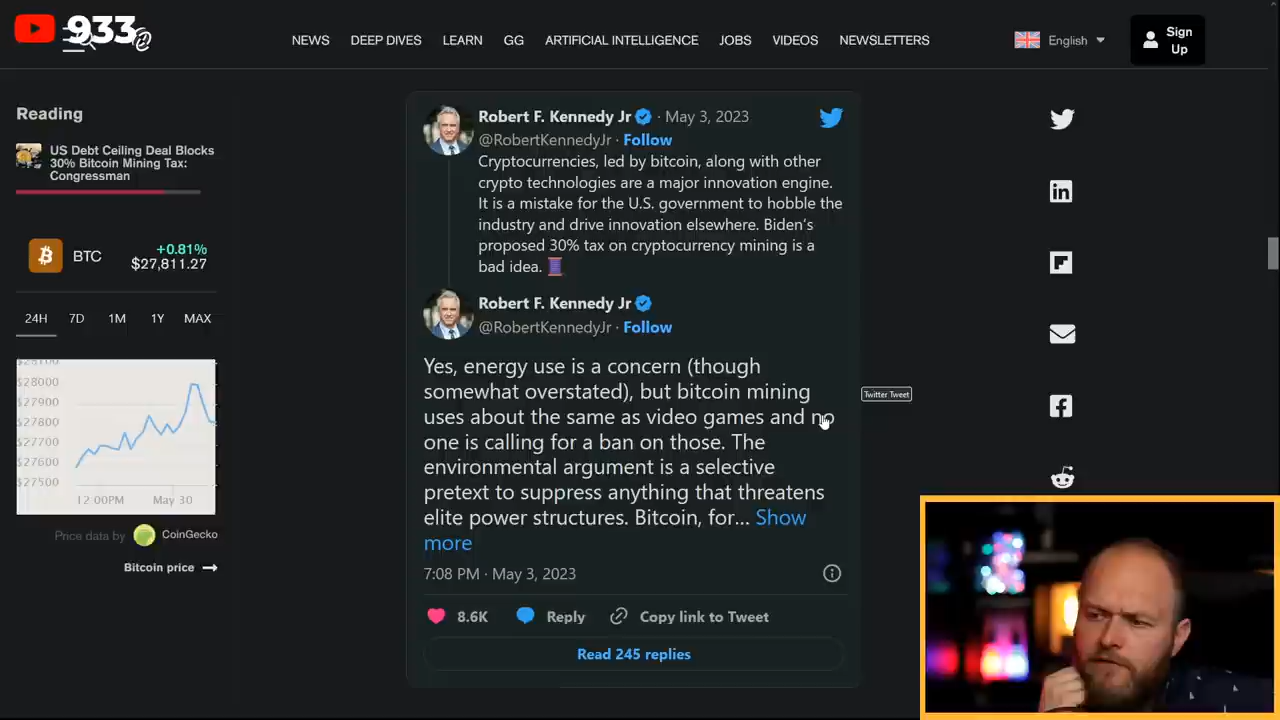 933
NEWS DEEP DIVES LEARN GG ARTIFICIAL INTELLIGENCE JOBS VIDEOS NEWSLETTERS
English
Sign
Up
Reading
US Debt Ceiling Deal Blocks
30% Bitcoin Mining Tax:
Congressman
BTC
+0.81%
$27,811.27
24H 7D 1M 1Y MAX
$28000
$27800
$27700
$27600
$27500
12:00PM May 30
Price data by CoinGecko
Bitcoin price
Robert F. Kennedy Jr · May 3, 2023
@RobertKennedyJr · Follow
Cryptocurrencies, led by bitcoin, along with other
crypto technologies are a major innovation engine.
It is a mistake for the U.S. government to hobble the
industry and drive innovation elsewhere. Biden's
proposed 30% tax on cryptocurrency mining is a
bad idea. 🧵
Robert F. Kennedy Jr
@RobertKennedyJr · Follow
Yes, energy use is a concern (though
somewhat overstated), but bitcoin mining
uses about the same as video games and no
one is calling for a ban on those. The
environmental argument is a selective
pretext to suppress anything that threatens
elite power structures. Bitcoin, for... Show
more
7:08 PM · May 3, 2023
8.6K Reply Copy link to Tweet
Read 245 replies
Twitter Tweet